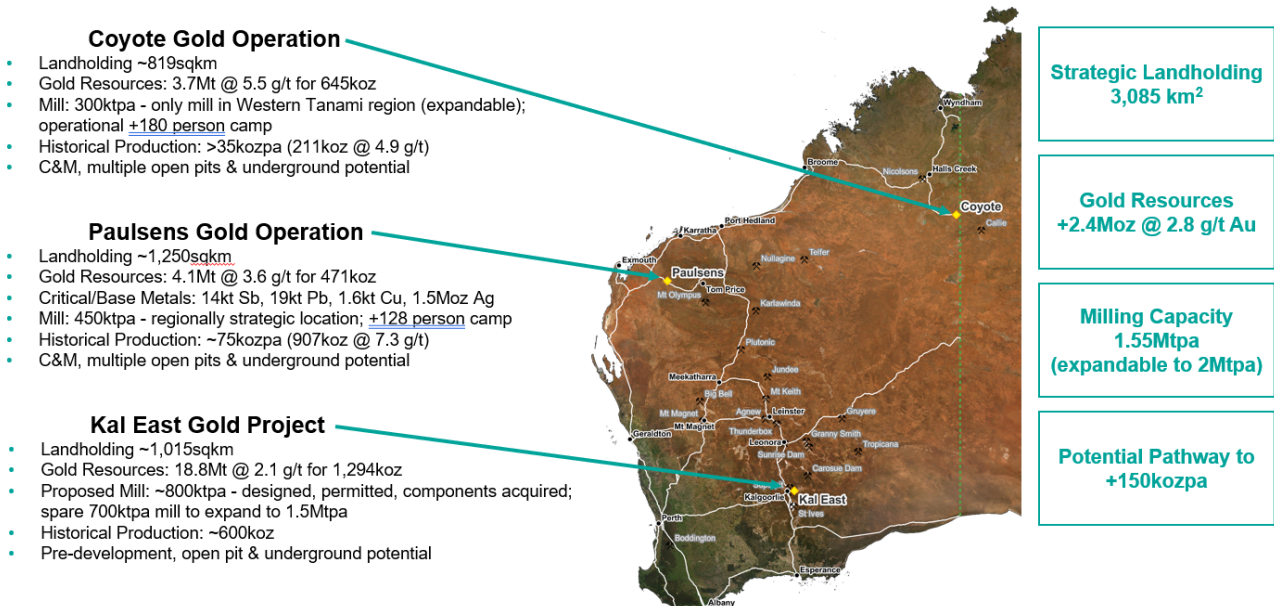 Coyote Gold Operation
• Landholding ~819sqkm
• Gold Resources: 3.7Mt @ 5.5 g/t for 645koz
• Mill: 300ktpa - only mill in Western Tanami region (expandable);
operational +180 person camp
• Historical Production: >35kozpa (211koz @ 4.9 g/t)
• C&M, multiple open pits & underground potential
Paulsens Gold Operation
• Landholding ~1,250sqkm
• Gold Resources: 4.1Mt @ 3.6 g/t for 471koz
• Critical/Base Metals: 14kt Sb, 19kt Pb, 1.6kt Cu, 1.5Moz Ag
• Mill: 450ktpa - regionally strategic location; +128 person camp
• Historical Production: ~75kozpa (907koz @ 7.3 g/t)
• C&M, multiple open pits & underground potential
Kal East Gold Project
• Landholding ~1,015sqkm
• Gold Resources: 18.8Mt @ 2.1 g/t for 1,294koz
• Proposed Mill: ~800ktpa - designed, permitted, components acquired;
spare 700ktpa mill to expand to 1.5Mtpa
• Historical Production: ~600koz
• Pre-development, open pit & underground potential
Wyndham
Broome
Nicolsons
Halls Creek
Coyote
Callie
Port Hedland
Karratha
Exmouth
Nullagine
Telfer
Paulsens
Tom Price
Mt Olympus
Karlawinda
Plutonic
Jundee
Meekatharra
Big Bell
Mt Keith
Mt Magnet
Mt Magnet
Agnew
Leinster
Gruyere
Geraldton
Thunderbox
Leonora
Granny Smith
Tropicana
Sunrise Dam
Carosue Dam
Kalgoorlie
Kal East
St Ives
Perth
Boddington
Esperance
Albany
Strategic Landholding
3,085 km²
Gold Resources
+2.4Moz @ 2.8 g/t Au
Milling Capacity
1.55Mtpa
(expandable to 2Mtpa)
Potential Pathway to
+150kozpa